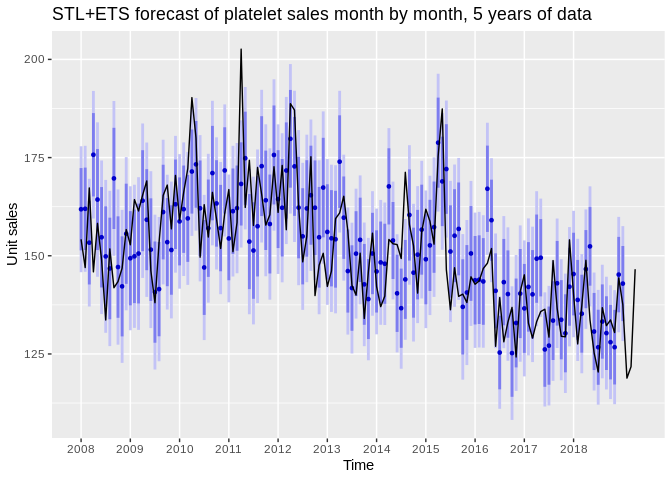 STL+ETS forecast of platelet sales month by month, 5 years of data
Unit sales
200
175
150
125
2008 2009 2010 2011 2012 2013 2014 2015 2016 2017 2018
Time